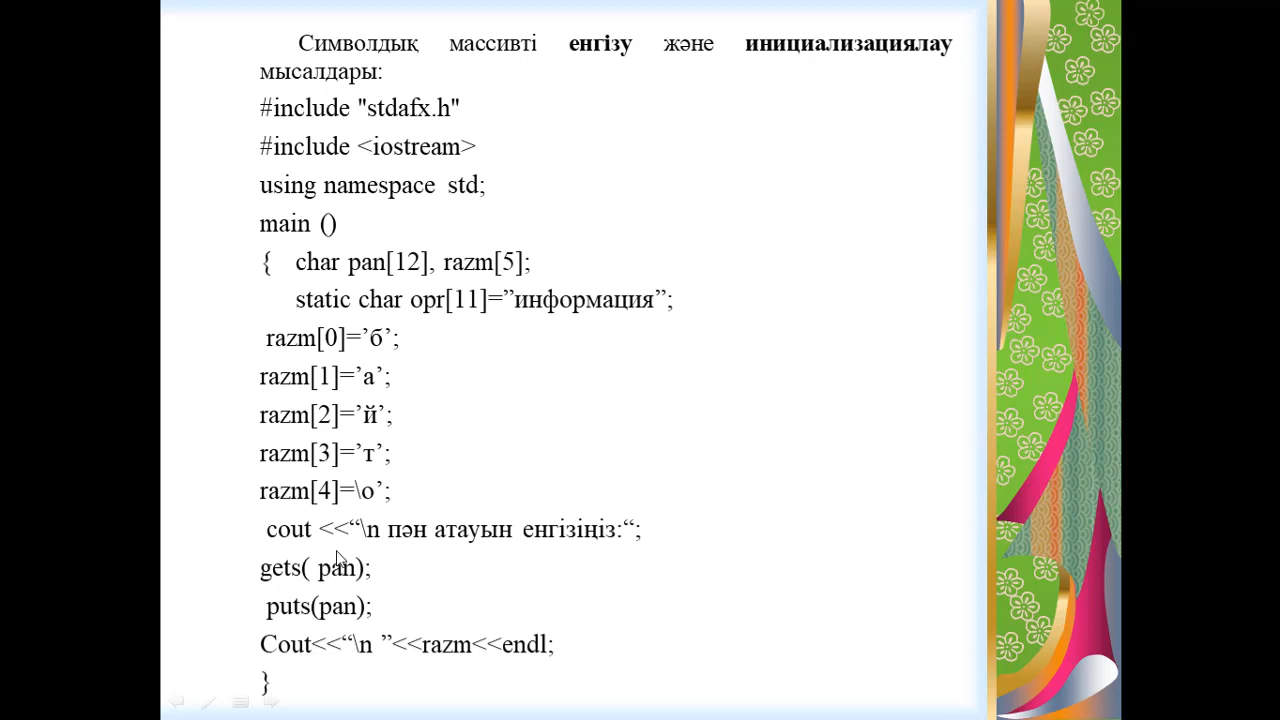 Символдық массивті енгізу және инициализациялау
мысалдары:
#include "stdafx.h"
#include <iostream>
using namespace std;
main ()
{ char pan[12], razm[5];
static char opr[11]=”информация”;
razm[0]=’б’;
razm[1]=’а’;
razm[2]=’й’;
razm[3]=’т’;
razm[4]=\о’;
cout <<“\n пән атауын енгізіңіз:“;
gets( pan);
puts(pan);
Cout<<“\n ”<<razm<<endl;
}